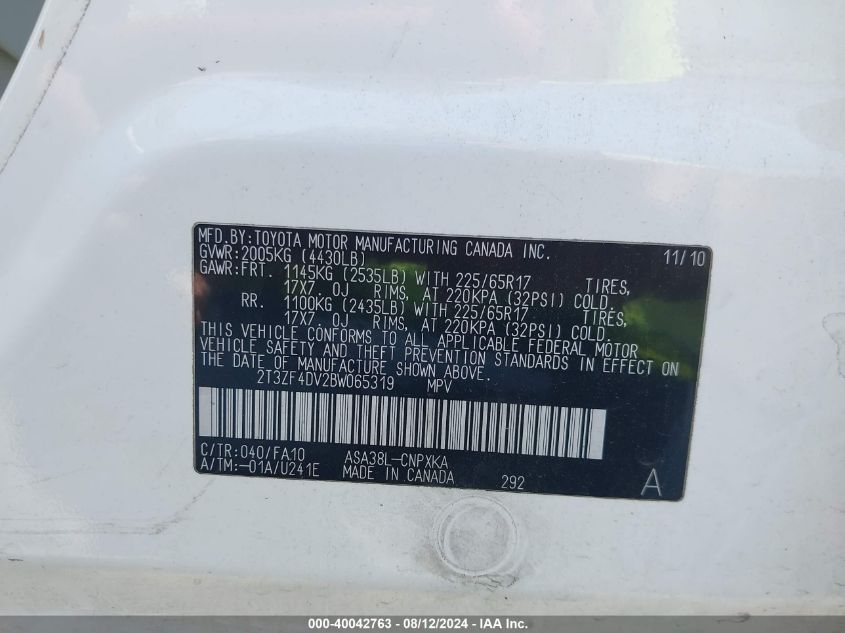 MFD.BY:TOYOTA MOTOR MANUFACTURING CANADA INC. 11/10
GVWR:2005KG (4430LB)
GAWR:FRT. 1145KG (2535LB) WITH 225/65R17 TIRES,
17X7.0J RIMS, AT 220KPA (32PSI) COLD.
RR. 1100KG (2435LB) WITH 225/65R17 TIRES,
17X7.0J RIMS, AT 220KPA (32PSI) COLD.
THIS VEHICLE CONFORMS TO ALL APPLICABLE FEDERAL MOTOR
VEHICLE SAFETY AND THEFT PREVENTION STANDARDS IN EFFECT ON
THE DATE OF MANUFACTURE SHOWN ABOVE.
2T3ZF4DV2BW065319 MPV
C/TR:040/FA10 ASA38L-CNPXKA
A/TM:-01A/U241E MADE IN CANADA 292 A
000-40042763 - 08/12/2024 - IAA Inc.